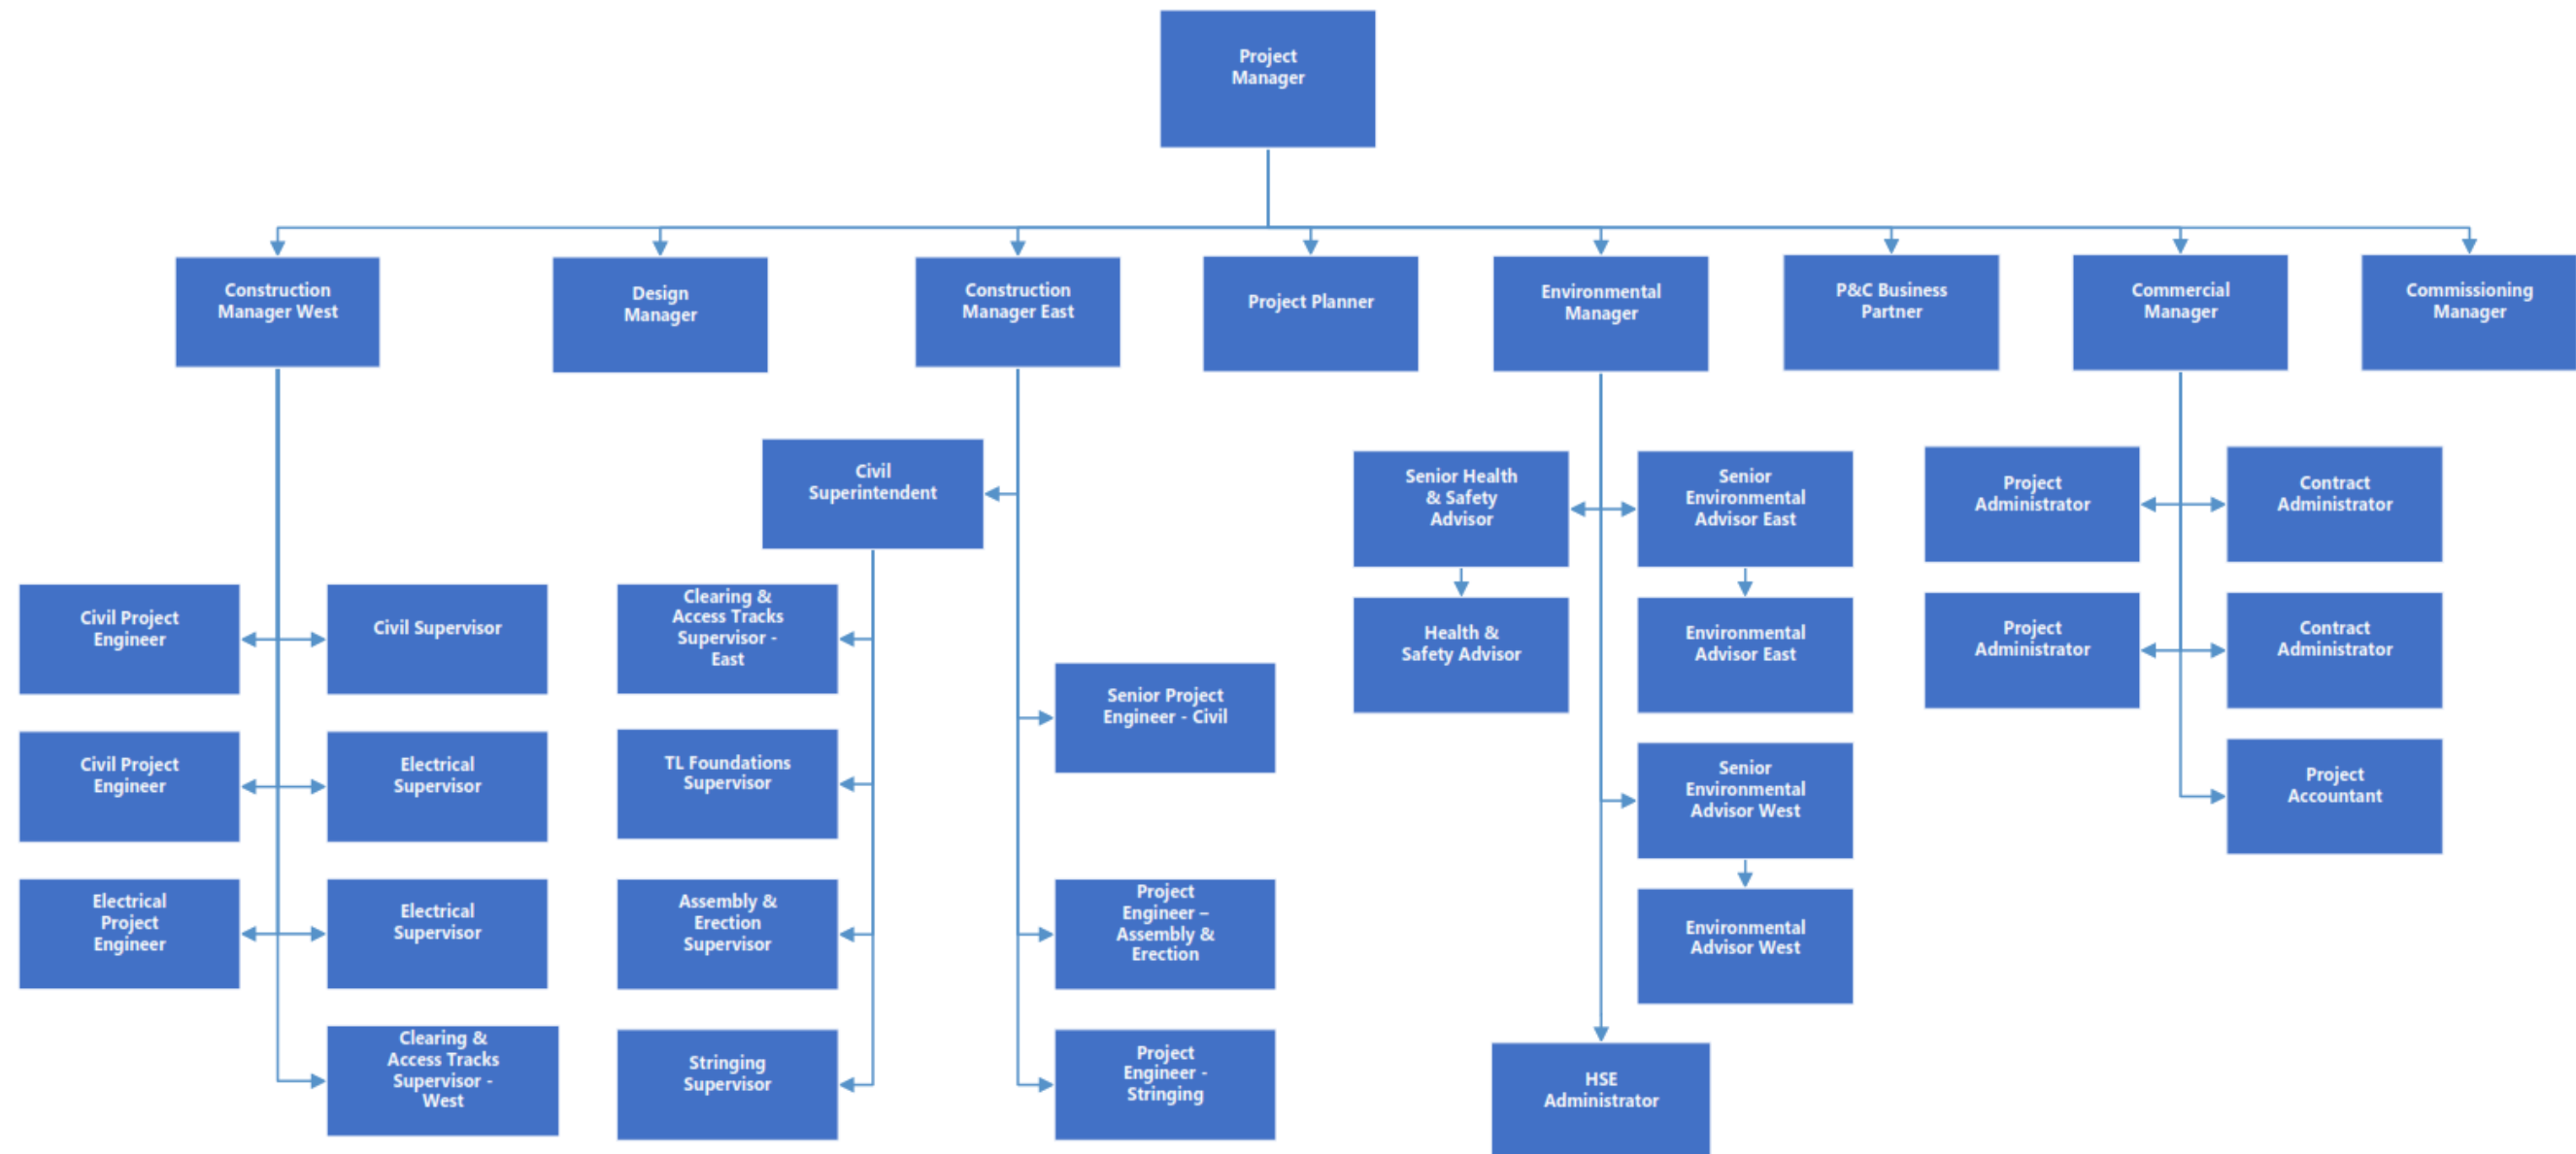 Project
Manager
Construction
Manager West
Design
Manager
Construction
Manager East
Project Planner
Environmental
Manager
P&C Business
Partner
Commercial
Manager
Commissioning
Manager
Civil
Superintendent
Senior Health
& Safety
Advisor
Senior
Environmental
Advisor East
Project
Administrator
Contract
Administrator
Civil Project
Engineer
Civil Supervisor
Clearing &
Access Tracks
Supervisor -
East
Health &
Safety Advisor
Environmental
Advisor East
Project
Administrator
Contract
Administrator
Senior Project
Engineer - Civil
Civil Project
Engineer
Electrical
Supervisor
TL Foundations
Supervisor
Senior
Environmental
Advisor West
Project
Accountant
Electrical
Project
Engineer
Electrical
Supervisor
Assembly &
Erection
Supervisor
Project
Engineer –
Assembly &
Erection
Environmental
Advisor West
Clearing &
Access Tracks
Supervisor -
West
Stringing
Supervisor
Project
Engineer -
Stringing
HSE
Administrator